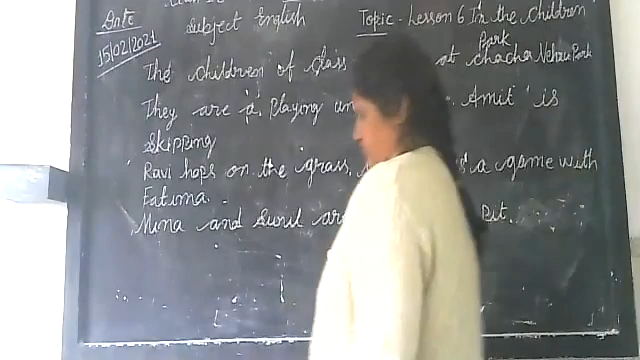 Date
15/02/2021
Subject English
Topic - Lesson 6 In the children
Park
The children of class at chacha Nehru Park
They are a playing Amit is
Skipping
Ravi hops on the grass, a game with
Fatima.
Mina and Sunil are Pit.